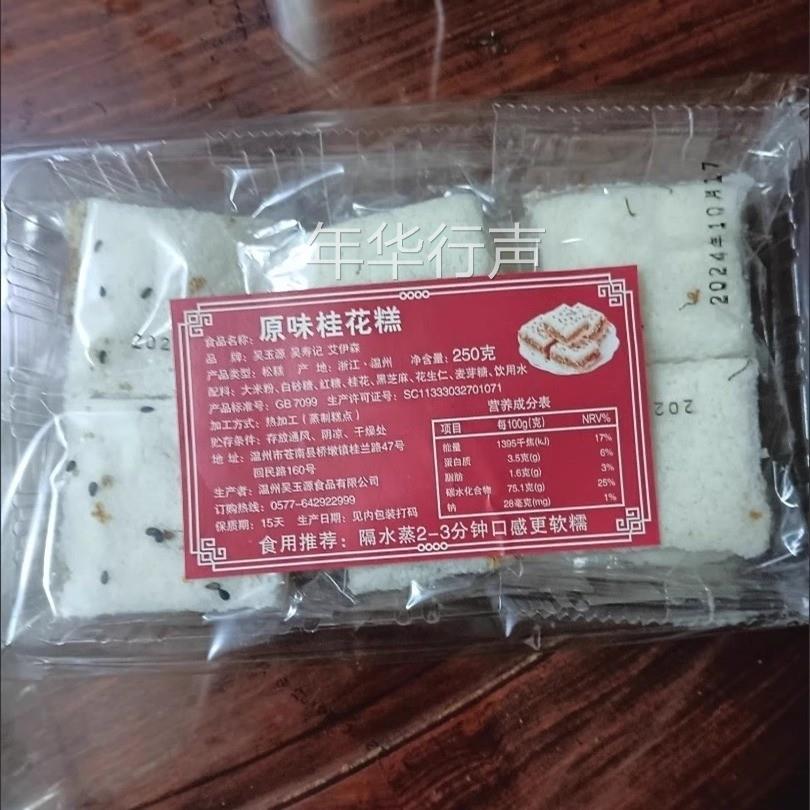 年华行声
2024年10月17
食品名称：原味桂花糕
品　牌：吴玉源 吴寿记 艾伊森
产品类型：松糕　产　地：浙江·温州　净含量：250克
配料：大米粉、白砂糖、红糖、桂花、黑芝麻、花生仁、麦芽糖、饮用水
产品标准号：GB7099　生产许可证号：SC11333032701071
加工方式：热加工（蒸制糕点）
贮存条件：存放通风、阴凉、干燥处
地　址：温州市苍南县桥墩镇桂兰路47号
回民路160号
生产者：温州吴玉源食品有限公司
订购热线：0577-642922999
保质期：15天　生产日期：见内包装打码
营养成分表
项目　每100g(克)　NRV%
能量　1395千焦(kJ)　17%
蛋白质　3.5克(g)　6%
脂肪　1.6克(g)　3%
碳水化合物　75.1克(g)　25%
钠　28毫克(mg)　1%
食用推荐：隔水蒸2-3分钟口感更软糯
202
202